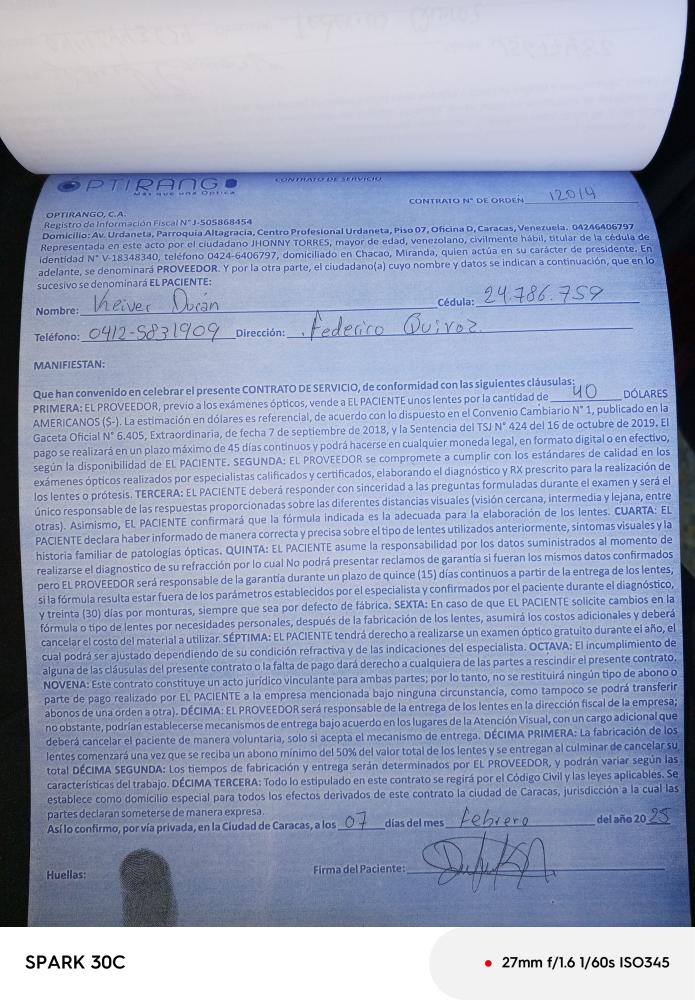 OPTIRANGO
Más que una Óptica
CONTRATO DE SERVICIO
CONTRATO N° DE ORDEN 12014
OPTIRANGO, C.A.
Registro de Información Fiscal N° J-505868454
Domicilio: Av. Urdaneta, Parroquia Altagracia, Centro Profesional Urdaneta, Piso 07, Oficina D, Caracas, Venezuela. 04246406797
Representada en este acto por el ciudadano JHONNY TORRES, mayor de edad, venezolano, civilmente hábil, titular de la cédula de
identidad N° V-18348340, teléfono 0424-6406797, domiciliado en Chacao, Miranda, quien actúa en su carácter de presidente. En
adelante, se denominará PROVEEDOR. Y por la otra parte, el ciudadano(a) cuyo nombre y datos se indican a continuación, que en lo
sucesivo se denominará EL PACIENTE:
Nombre: Kleiver Durán Cédula: 24.786.759
Teléfono: 0412-5831909 Dirección: Federico Quiroz
MANIFIESTAN:
Que han convenido en celebrar el presente CONTRATO DE SERVICIO, de conformidad con las siguientes cláusulas:
PRIMERA: EL PROVEEDOR, previo a los exámenes ópticos, vende a EL PACIENTE unos lentes por la cantidad de 40 DÓLARES
AMERICANOS ($-). La estimación en dólares es referencial, de acuerdo con lo dispuesto en el Convenio Cambiario N° 1, publicado en la
Gaceta Oficial N° 6.405, Extraordinaria, de fecha 7 de septiembre de 2018, y la Sentencia del TSJ N° 424 del 16 de octubre de 2019. El
pago se realizará en un plazo máximo de 45 días continuos y podrá hacerse en cualquier moneda legal, en formato digital o en efectivo,
según la disponibilidad de EL PACIENTE. SEGUNDA: EL PROVEEDOR se compromete a cumplir con los estándares de calidad en los
exámenes ópticos realizados por especialistas calificados y certificados, elaborando el diagnóstico y RX prescrito para la realización de
los lentes o prótesis. TERCERA: EL PACIENTE deberá responder con sinceridad a las preguntas formuladas durante el examen y será el
único responsable de las respuestas proporcionadas sobre las diferentes distancias visuales (visión cercana, intermedia y lejana, entre
otras). Asimismo, EL PACIENTE confirmará que la fórmula indicada es la adecuada para la elaboración de los lentes. CUARTA: EL
PACIENTE declara haber informado de manera correcta y precisa sobre el tipo de lentes utilizados anteriormente, síntomas visuales y la
historia familiar de patologías ópticas. QUINTA: EL PACIENTE asume la responsabilidad por los datos suministrados al momento de
realizarse el diagnostico de su refracción por lo cual No podrá presentar reclamos de garantía si fueran los mismos datos confirmados
pero EL PROVEEDOR será responsable de la garantía durante un plazo de quince (15) días continuos a partir de la entrega de los lentes,
si la fórmula resulta estar fuera de los parámetros establecidos por el especialista y confirmados por el paciente durante el diagnóstico,
y treinta (30) días por monturas, siempre que sea por defecto de fábrica. SEXTA: En caso de que EL PACIENTE solicite cambios en la
fórmula o tipo de lentes por necesidades personales, después de la fabricación de los lentes, asumirá los costos adicionales y deberá
cancelar el costo del material a utilizar. SÉPTIMA: EL PACIENTE tendrá derecho a realizarse un examen óptico gratuito durante el año, el
cual podrá ser ajustado dependiendo de su condición refractiva y de las indicaciones del especialista. OCTAVA: El incumplimiento de
alguna de las cláusulas del presente contrato o la falta de pago dará derecho a cualquiera de las partes a rescindir el presente contrato.
NOVENA: Este contrato constituye un acto jurídico vinculante para ambas partes; por lo tanto, no se restituirá ningún tipo de abono o
parte de pago realizado por EL PACIENTE a la empresa mencionada bajo ninguna circunstancia, como tampoco se podrá transferir
abonos de una orden a otra). DÉCIMA: EL PROVEEDOR será responsable de la entrega de los lentes en la dirección fiscal de la empresa;
no obstante, podrían establecerse mecanismos de entrega bajo acuerdo en los lugares de la Atención Visual, con un cargo adicional que
deberá cancelar el paciente de manera voluntaria, solo si acepta el mecanismo de entrega. DÉCIMA PRIMERA: La fabricación de los
lentes comenzará una vez que se reciba un abono mínimo del 50% del valor total de los lentes y se entregan al culminar de cancelar su
total DÉCIMA SEGUNDA: Los tiempos de fabricación y entrega serán determinados por EL PROVEEDOR, y podrán variar según las
características del trabajo. DÉCIMA TERCERA: Todo lo estipulado en este contrato se regirá por el Código Civil y las leyes aplicables. Se
establece como domicilio especial para todos los efectos derivados de este contrato la ciudad de Caracas, jurisdicción a la cual las
partes declaran someterse de manera expresa.
Así lo confirmo, por vía privada, en la Ciudad de Caracas, a los 07 días del mes Febrero del año 20 25
Huellas: Firma del Paciente:
SPARK 30C 27mm f/1.6 1/60s ISO345